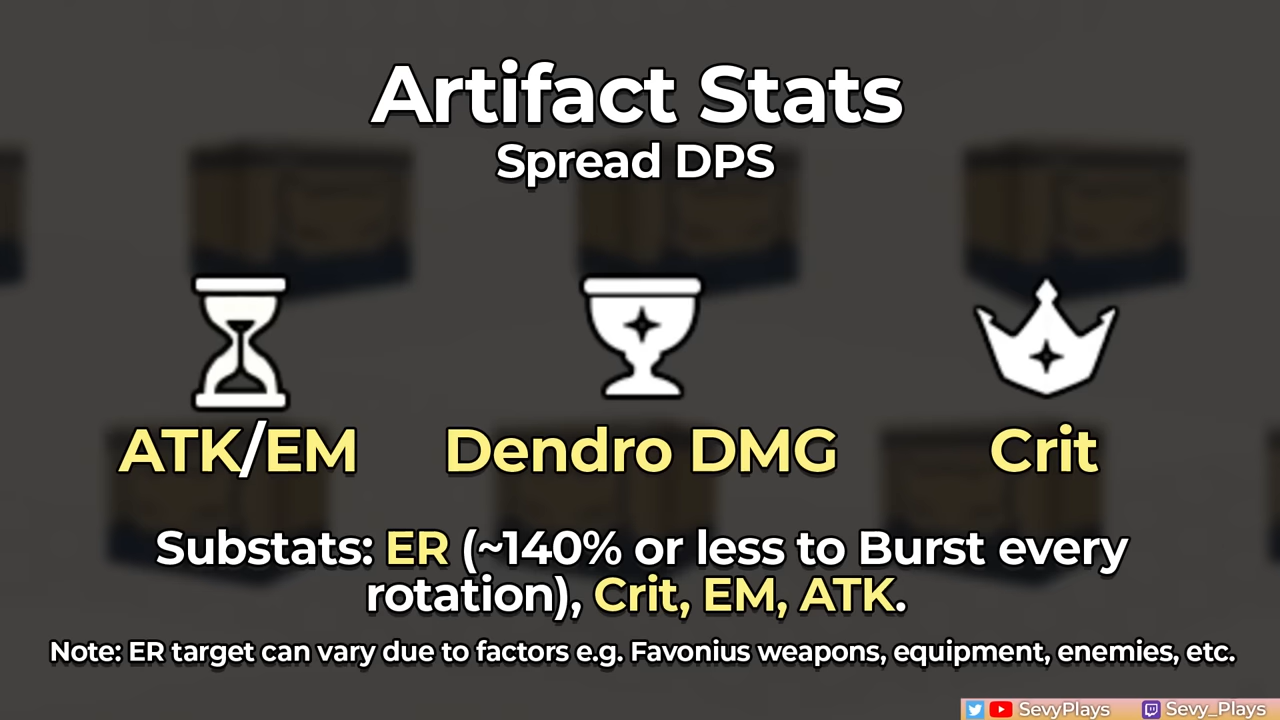 Artifact Stats
Spread DPS
ATK/EM
Dendro DMG
Crit
Substats: ER (~140% or less to Burst every
rotation), Crit, EM, ATK.
Note: ER target can vary due to factors e.g. Favonius weapons, equipment, enemies, etc.
SevyPlays Sevy_Plays